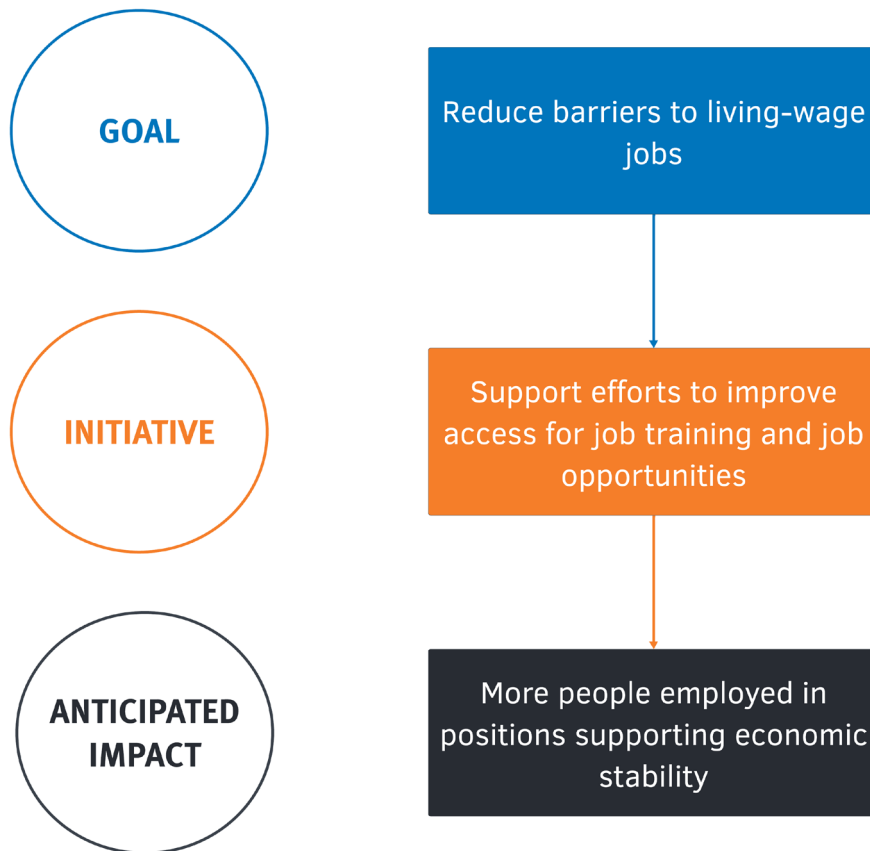 GOAL
Reduce barriers to living-wage
jobs
INITIATIVE
Support efforts to improve
access for job training and job
opportunities
ANTICIPATED
IMPACT
More people employed in
positions supporting economic
stability